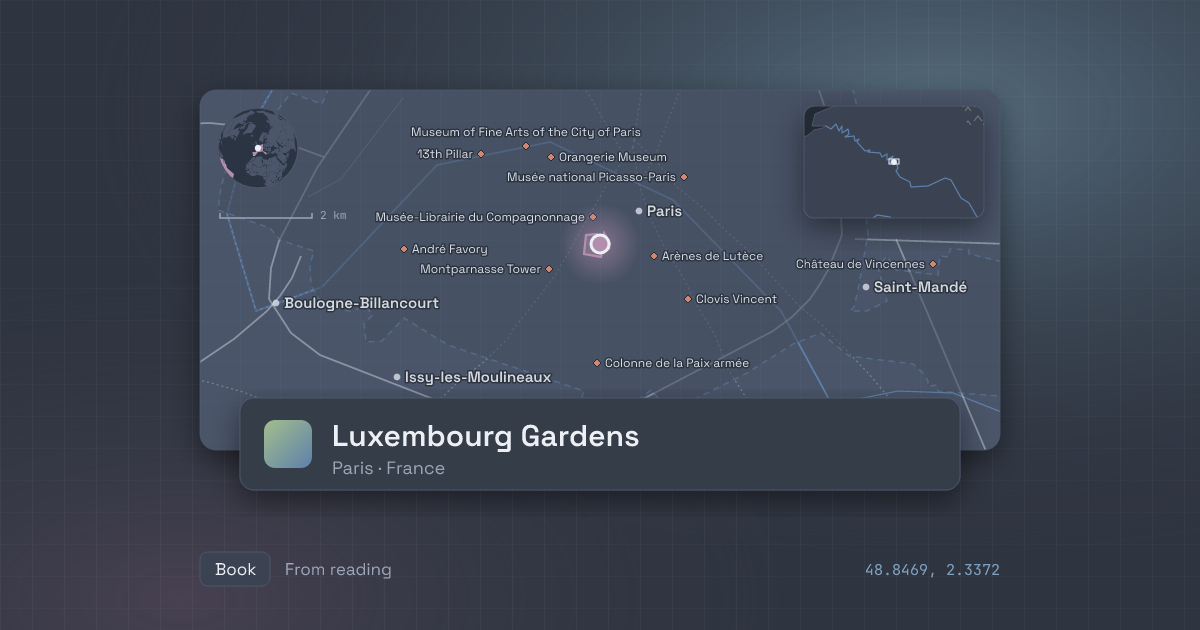 Museum of Fine Arts of the City of Paris
13th Pillar
Orangerie Museum
Musée national Picasso-Paris
2 km
Musée-Librairie du Compagnonnage
Paris
André Favory
Arènes de Lutèce
Montparnasse Tower
Château de Vincennes
Saint-Mandé
Boulogne-Billancourt
Clovis Vincent
Colonne de la Paix armée
Issy-les-Moulineaux
Luxembourg Gardens
Paris · France
Book
From reading
48.8469, 2.3372